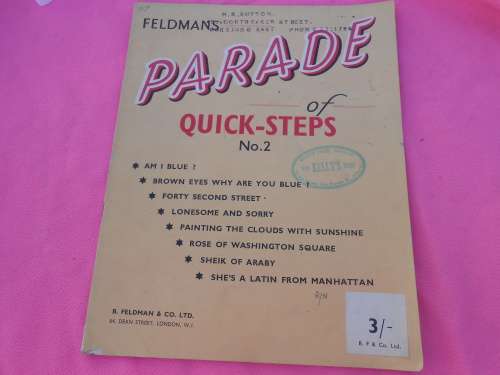 FELDMANS
PARADE
of
QUICK-STEPS
No.2
✶ AM I BLUE ?
✶ BROWN EYES WHY ARE YOU BLUE ?
✶ FORTY SECOND STREET
✶ LONESOME AND SORRY
✶ PAINTING THE CLOUDS WITH SUNSHINE
✶ ROSE OF WASHINGTON SQUARE
✶ SHEIK OF ARABY
✶ SHE'S A LATIN FROM MANHATTAN
B. FELDMAN & CO. LTD.
64, DEAN STREET, LONDON, W.1.
3/-
B. F & Co. Ltd.